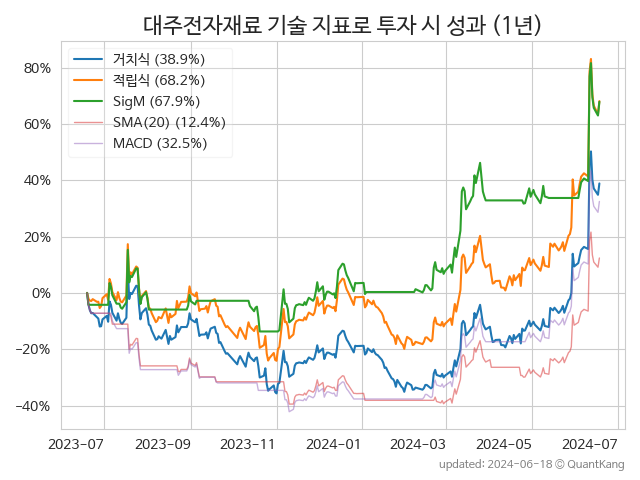 대주전자재료 기술 지표로 투자 시 성과 (1년)
거치식 (38.9%)
적립식 (68.2%)
SigM (67.9%)
SMA(20) (12.4%)
MACD (32.5%)
80%
60%
40%
20%
0%
−20%
−40%
2023-07 2023-09 2023-11 2024-01 2024-03 2024-05 2024-07
updated: 2024-06-18 © QuantKang